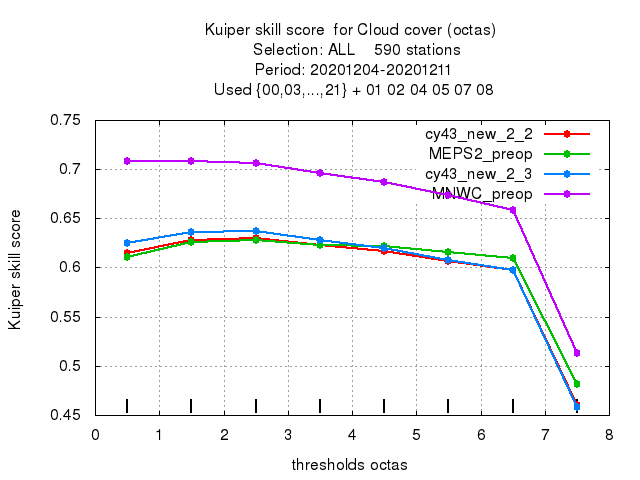 Kuiper skill score  for Cloud cover (octas)
Selection: ALL    590 stations
Period: 20201204-20201211
Used {00,03,...,21} + 01 02 04 05 07 08
cy43_new_2_2
MEPS2_preop
cy43_new_2_3
MNWC_preop
Kuiper skill score
0.75
0.7
0.65
0.6
0.55
0.5
0.45
0 1 2 3 4 5 6 7 8
thresholds octas